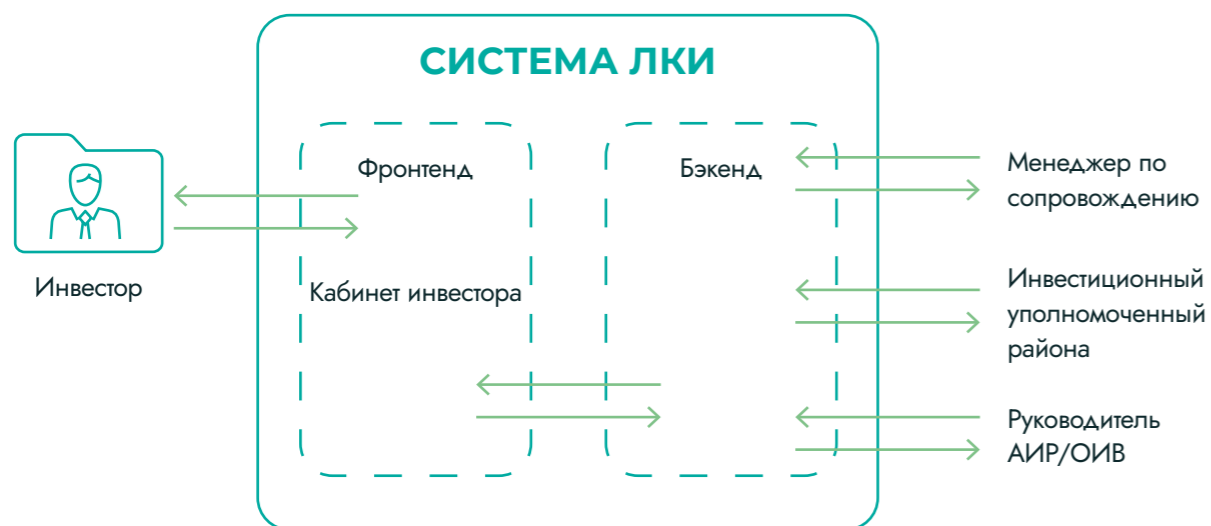 СИСТЕМА ЛКИ
Фронтенд
Бэкенд
Менеджер по
сопровождению
Инвестор
Кабинет инвестора
Инвестиционный
уполномоченный
района
Руководитель
АИР/ОИВ